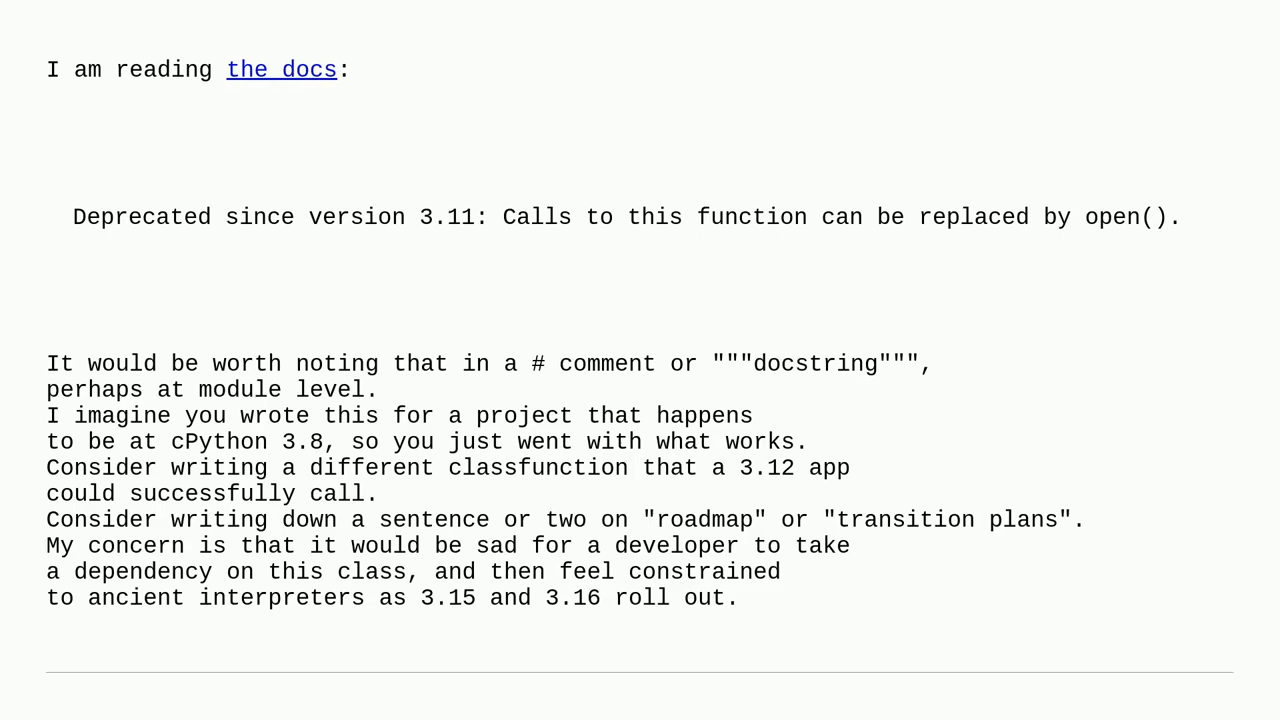 I am reading the docs:
Deprecated since version 3.11: Calls to this function can be replaced by open().
It would be worth noting that in a # comment or """docstring""",
perhaps at module level.
I imagine you wrote this for a project that happens
to be at cPython 3.8, so you just went with what works.
Consider writing a different classfunction that a 3.12 app
could successfully call.
Consider writing down a sentence or two on "roadmap" or "transition plans".
My concern is that it would be sad for a developer to take
a dependency on this class, and then feel constrained
to ancient interpreters as 3.15 and 3.16 roll out.